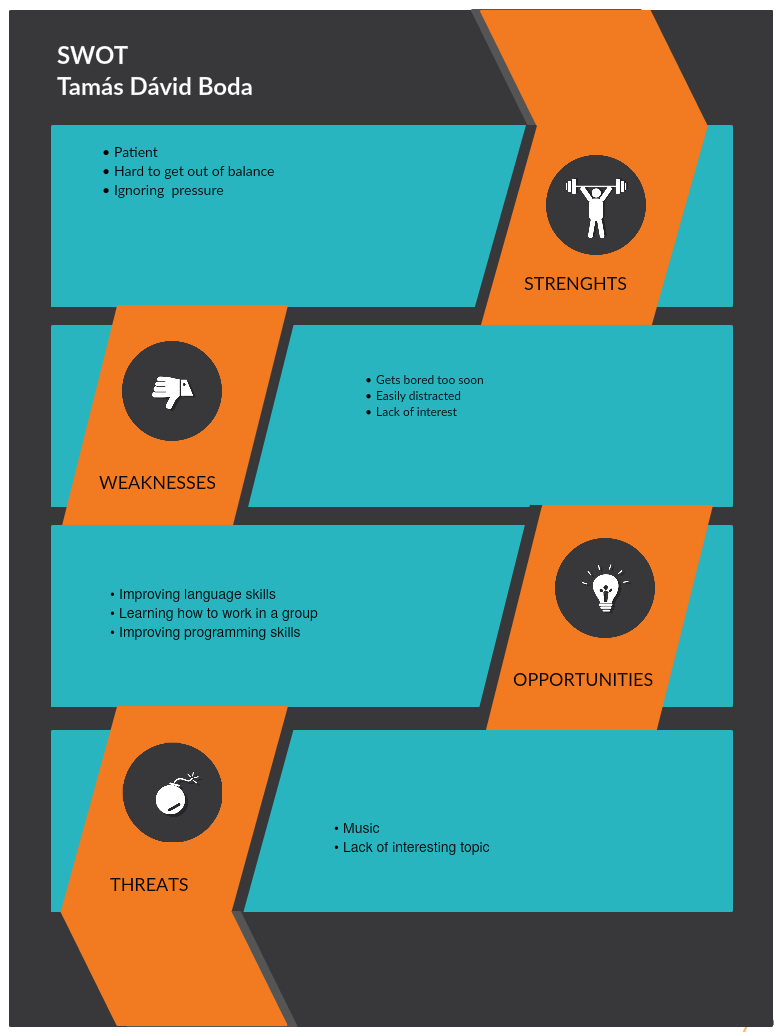 SWOT
Tamás Dávid Boda
• Patient
• Hard to get out of balance
• Ignoring  pressure
STRENGHTS
• Gets bored too soon
• Easily distracted
• Lack of interest
WEAKNESSES
• Improving language skills
• Learning how to work in a group
• Improving programming skills
OPPORTUNITIES
• Music
• Lack of interesting topic
THREATS